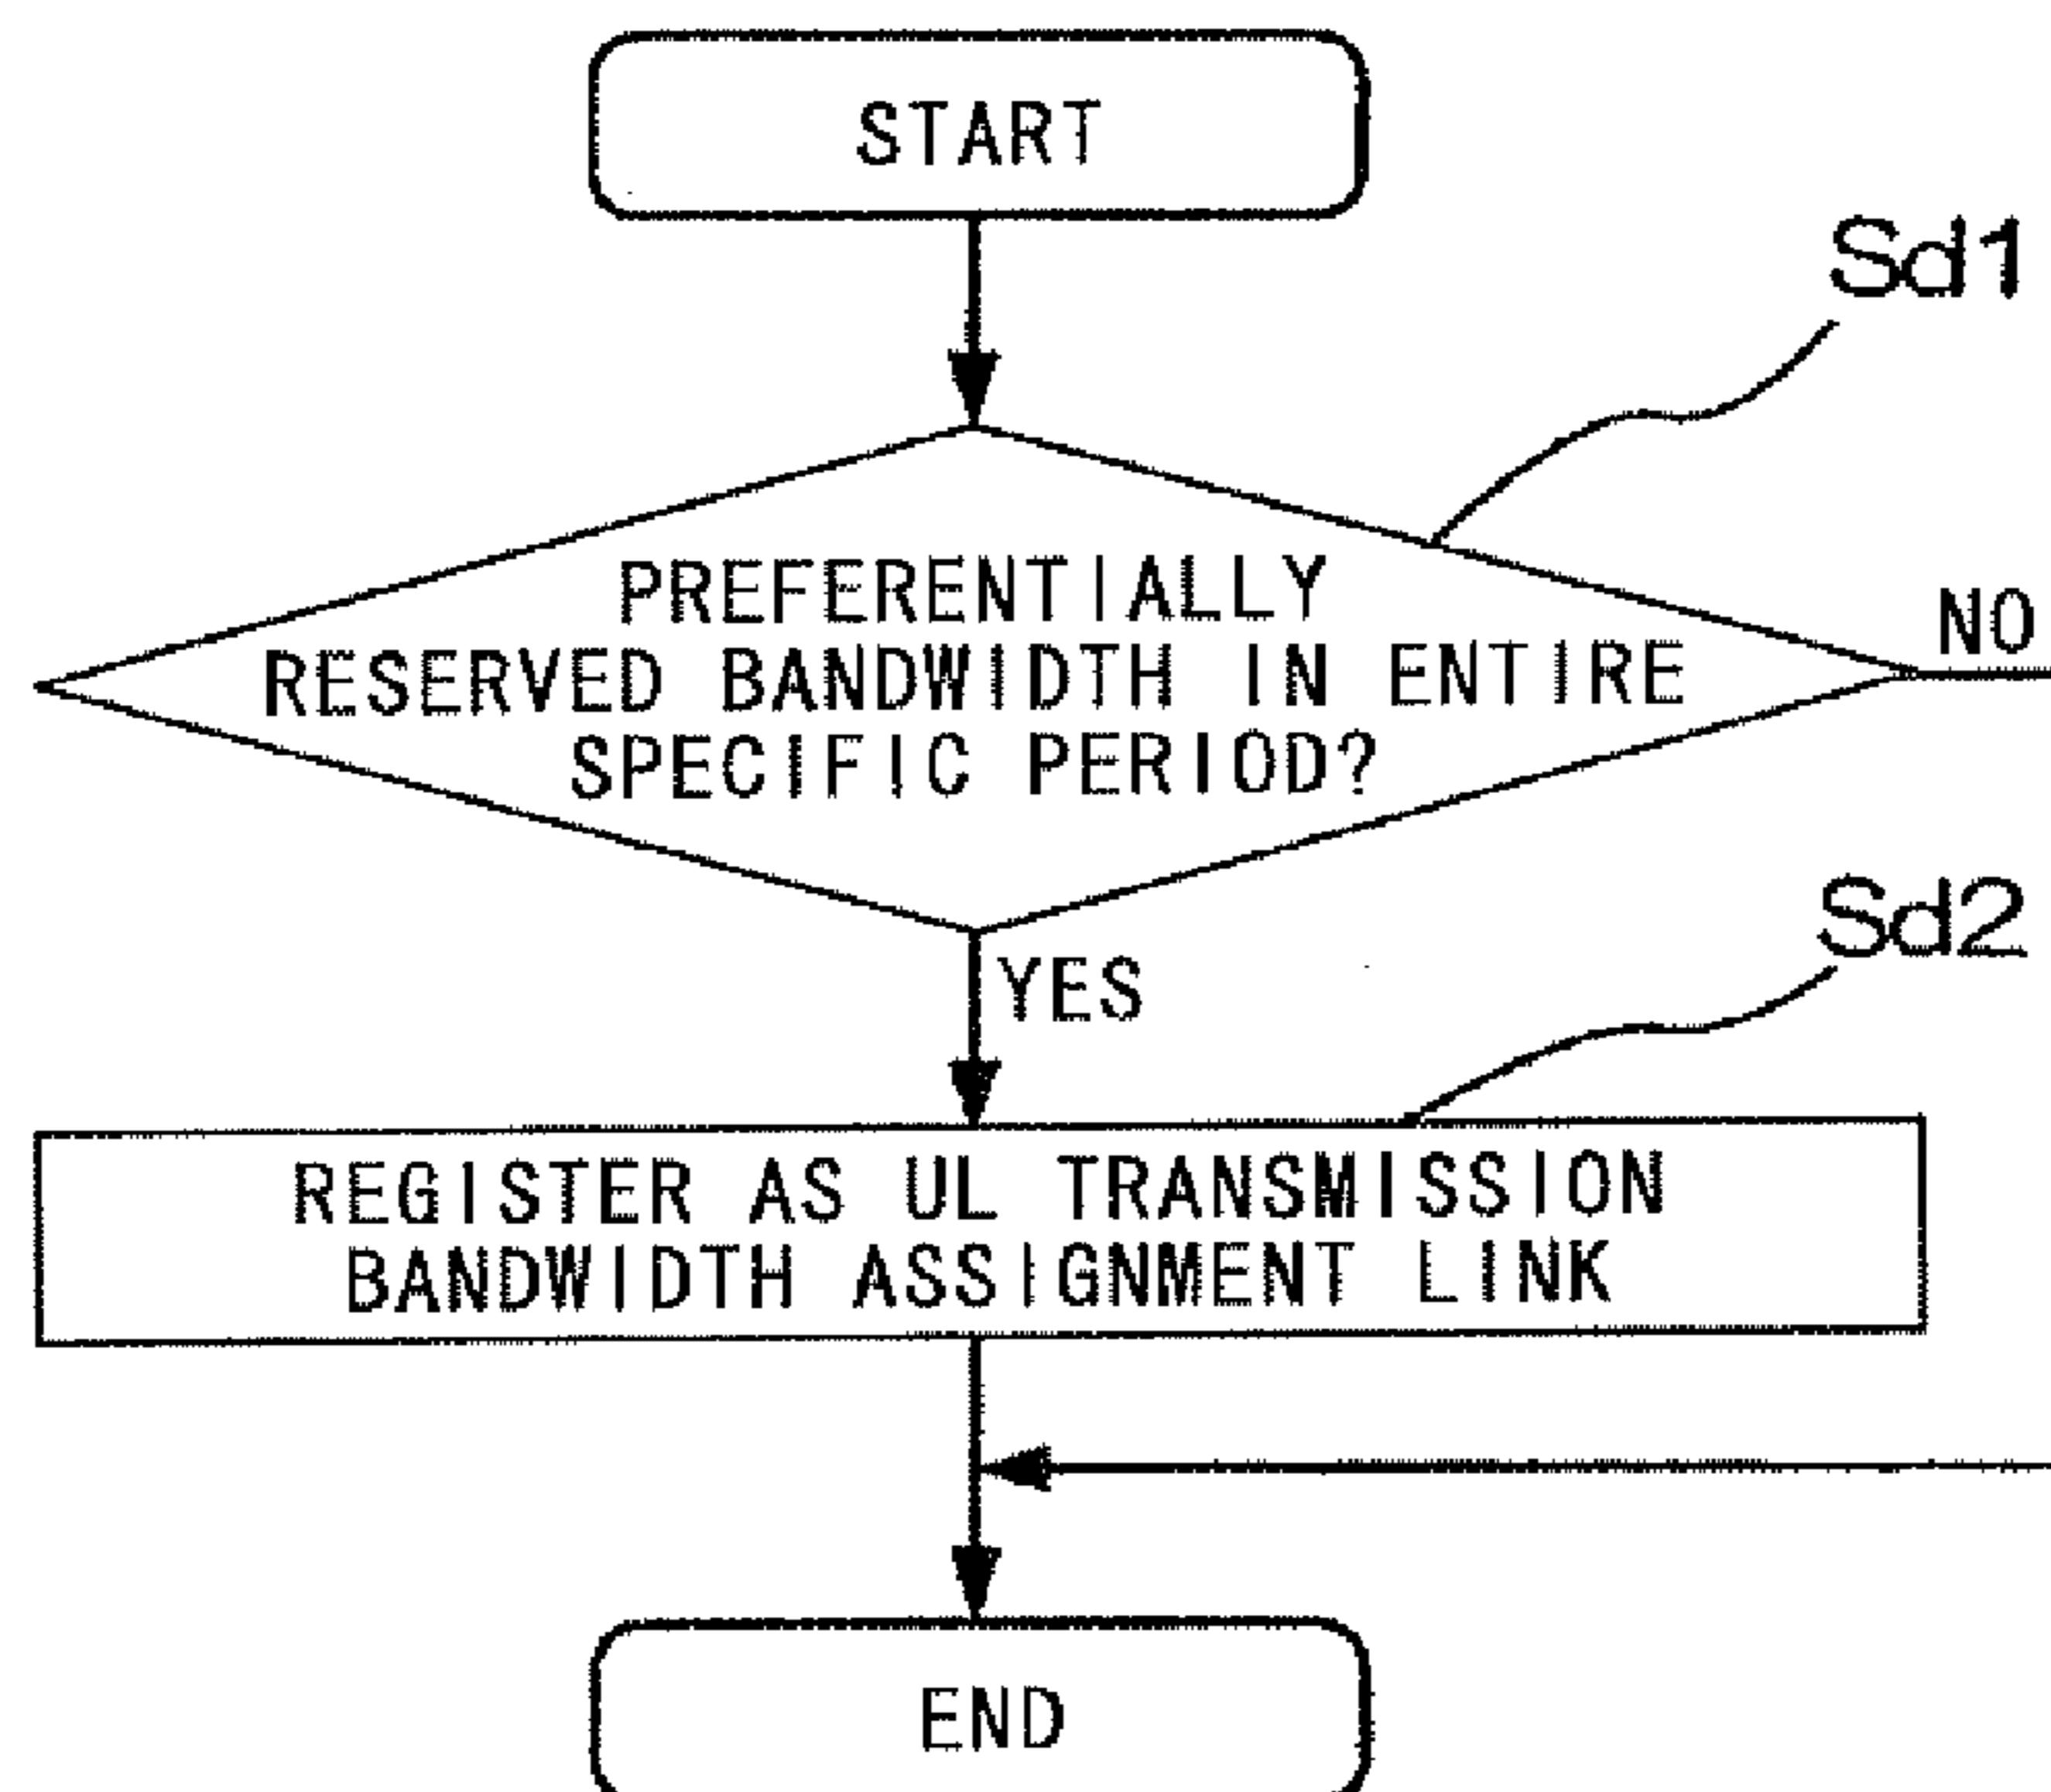 START
Sd1
PREFERENTIALLY
RESERVED BANDWIDTH IN ENTIRE
SPECIFIC PERIOD?
NO
YES
Sd2
REGISTER AS UL TRANSMISSION
BANDWIDTH ASSIGNMENT LINK
END